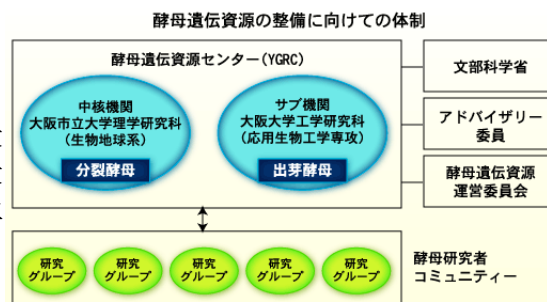 酵母遺伝資源の整備に向けての体制
酵母遺伝資源センター(YGRC)
中核機関
大阪市立大学理学研究科
(生物地球系)
分裂酵母
サブ機関
大阪大学工学研究科
(応用生物工学専攻)
出芽酵母
文部科学省
アドバイザリー
委員
酵母遺伝資源
運営委員会
研究
グループ
研究
グループ
研究
グループ
研究
グループ
研究
グループ
酵母研究者
コミュニティー